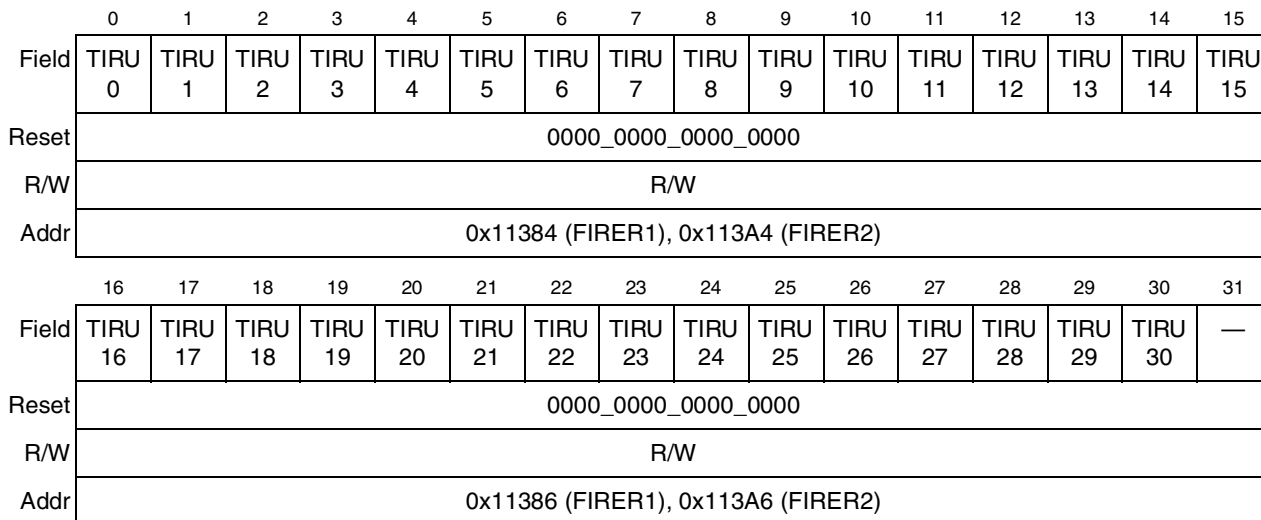 0 1 2 3 4 5 6 7 8 9 10 11 12 13 14 15
Field TIRU 0 TIRU 1 TIRU 2 TIRU 3 TIRU 4 TIRU 5 TIRU 6 TIRU 7 TIRU 8 TIRU 9 TIRU 10 TIRU 11 TIRU 12 TIRU 13 TIRU 14 TIRU 15
Reset 0000_0000_0000_0000
R/W R/W
Addr 0x11384 (FIRER1), 0x113A4 (FIRER2)
16 17 18 19 20 21 22 23 24 25 26 27 28 29 30 31
Field TIRU 16 TIRU 17 TIRU 18 TIRU 19 TIRU 20 TIRU 21 TIRU 22 TIRU 23 TIRU 24 TIRU 25 TIRU 26 TIRU 27 TIRU 28 TIRU 29 TIRU 30 —
Reset 0000_0000_0000_0000
R/W R/W
Addr 0x11386 (FIRER1), 0x113A6 (FIRER2)